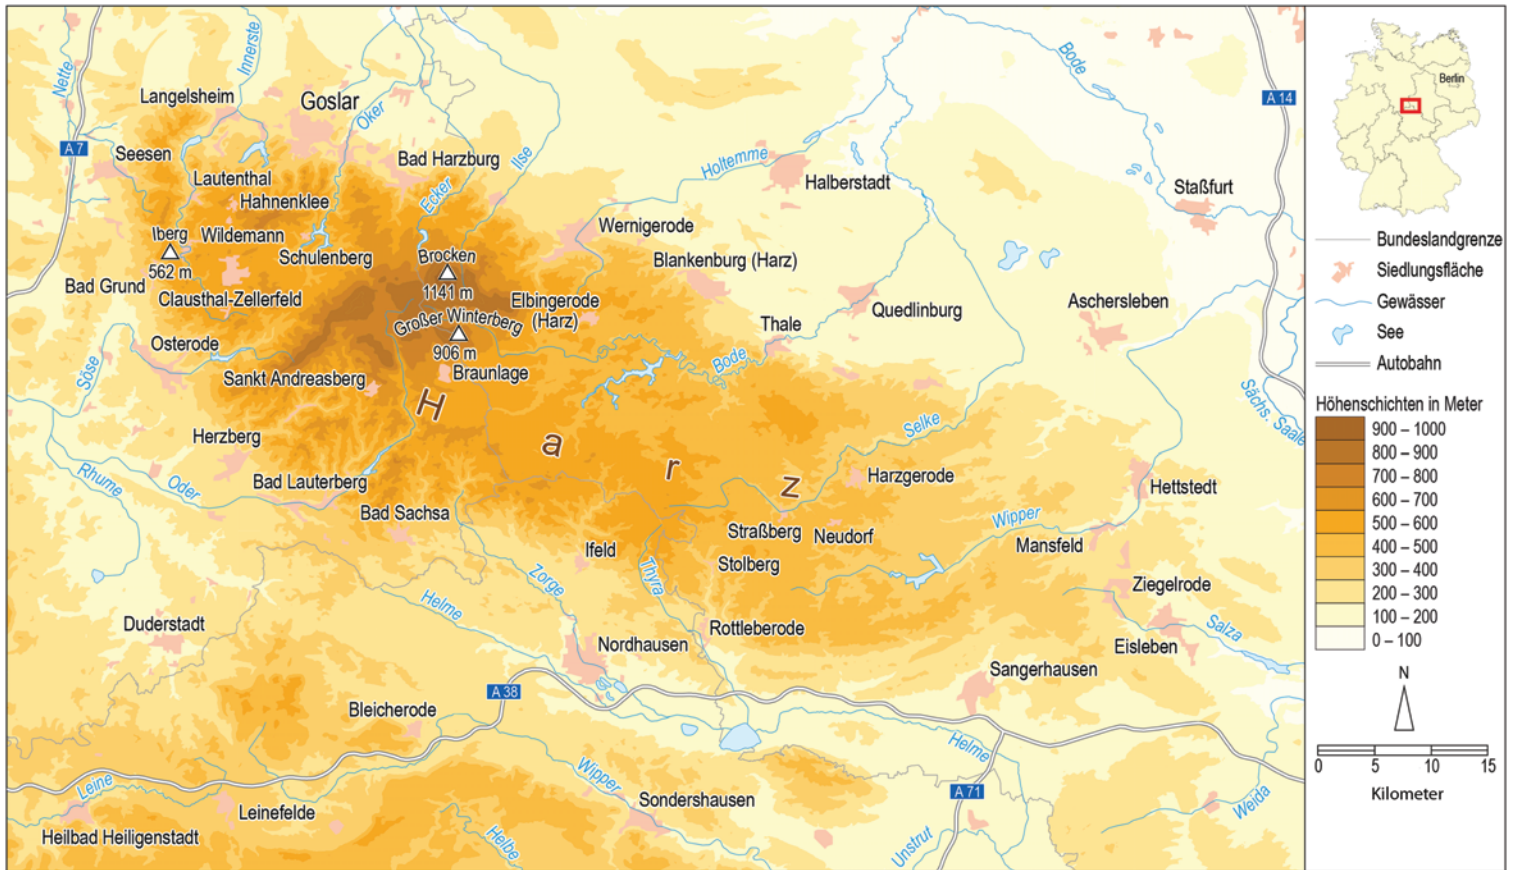 Nette
Innerste
Langelsheim
Goslar
Oker
A 7
Seesen
Bad Harzburg
Ilse
Lautenthal
Hahnenklee
Ecker
Iberg
562 m
Wildemann
Schulenberg
Brocken
1141 m
Bad Grund
Clausthal-Zellerfeld
Großer Winterberg
906 m
Elbingerode
(Harz)
Osterode
Söse
Sankt Andreasberg
Braunlage
Holtemme
Halberstadt
Wernigerode
Blankenburg (Harz)
Quedlinburg
Thale
Bode
Bode
A 14
Staßfurt
Aschersleben
Sächs. Saale
H a r z
Selke
Harzgerode
Herzberg
Rhume
Oder
Bad Lauterberg
Bad Sachsa
Straßberg
Neudorf
Stolberg
Ifeld
Thyra
Zorge
Helme
Wipper
Mansfeld
Hettstedt
Ziegelrode
Salza
Eisleben
Duderstadt
Nordhausen
Rottleberode
Sangerhausen
A 38
Bleicherode
Helme
Leine
Leinefelde
Heilbad Heiligenstadt
Wipper
Sondershausen
Helbe
A 71
Unstrut
Weida
Berlin
Bundeslandgrenze
Siedlungsfläche
Gewässer
See
Autobahn
Höhenschichten in Meter
900 – 1000
800 – 900
700 – 800
600 – 700
500 – 600
400 – 500
300 – 400
200 – 300
100 – 200
0 – 100
N
0 5 10 15
Kilometer